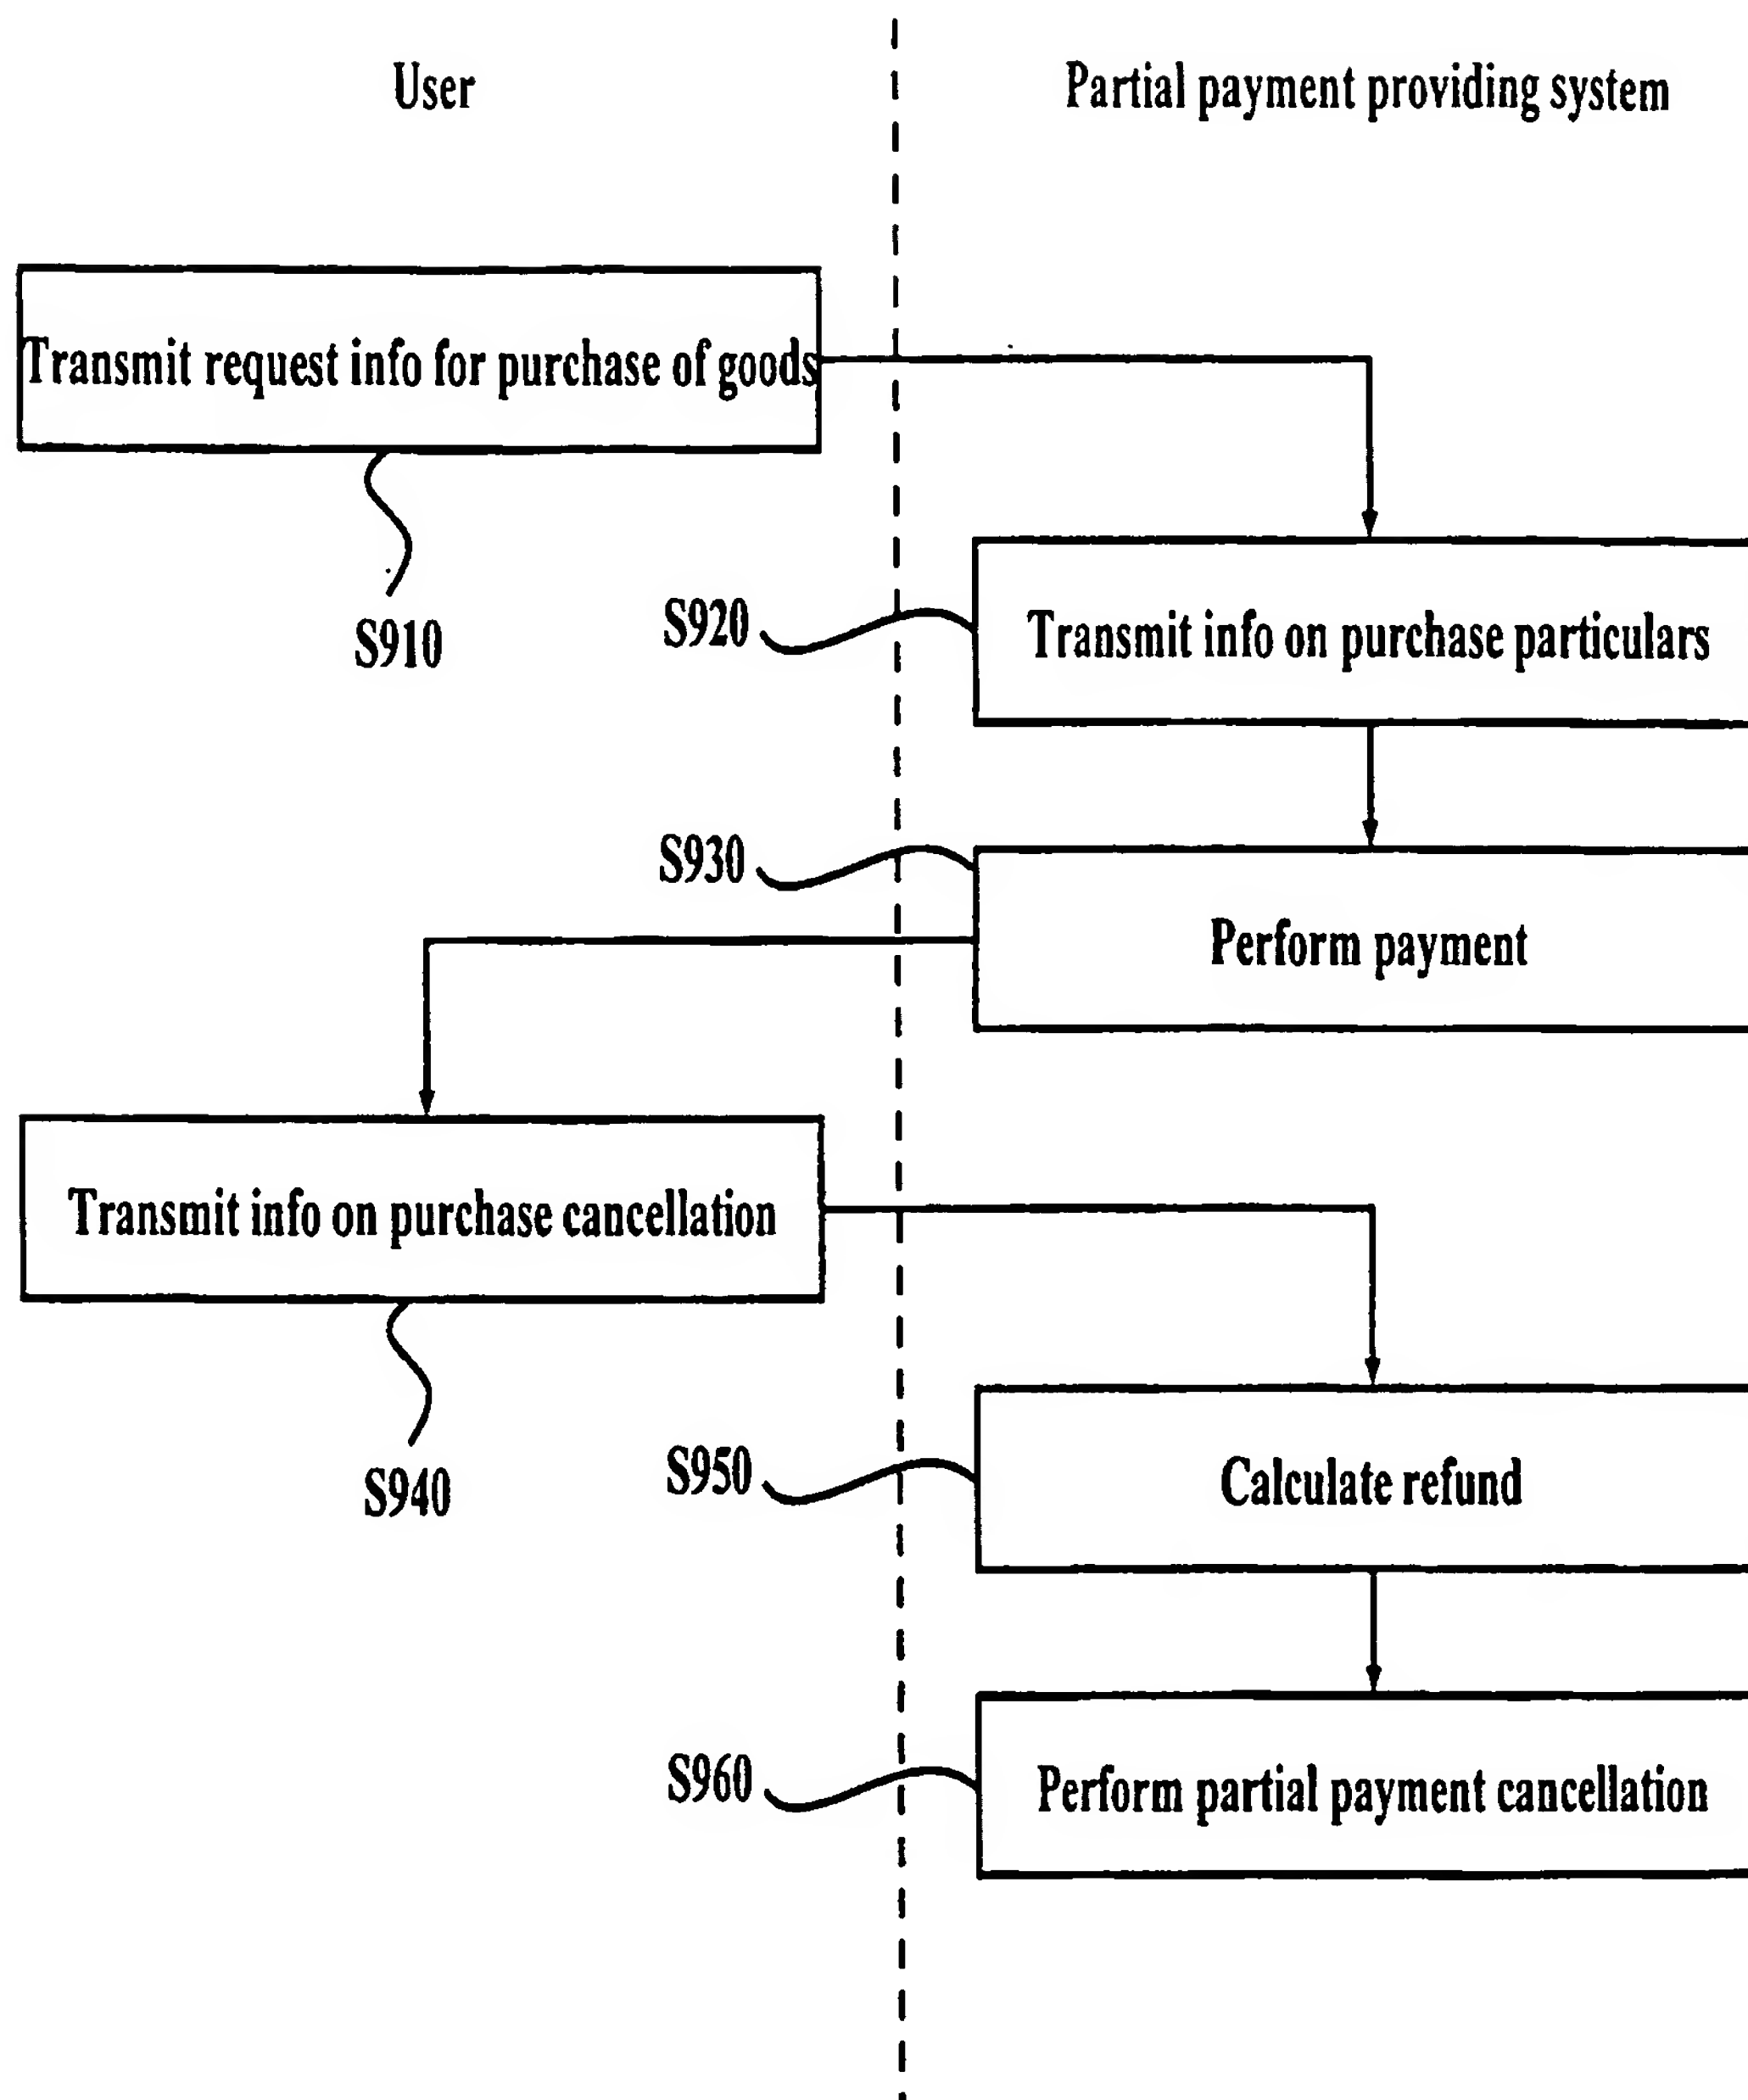 User
Partial payment providing system
Transmit request info for purchase of goods
S910
S920
Transmit info on purchase particulars
S930
Perform payment
Transmit info on purchase cancellation
S940
S950
Calculate refund
S960
Perform partial payment cancellation